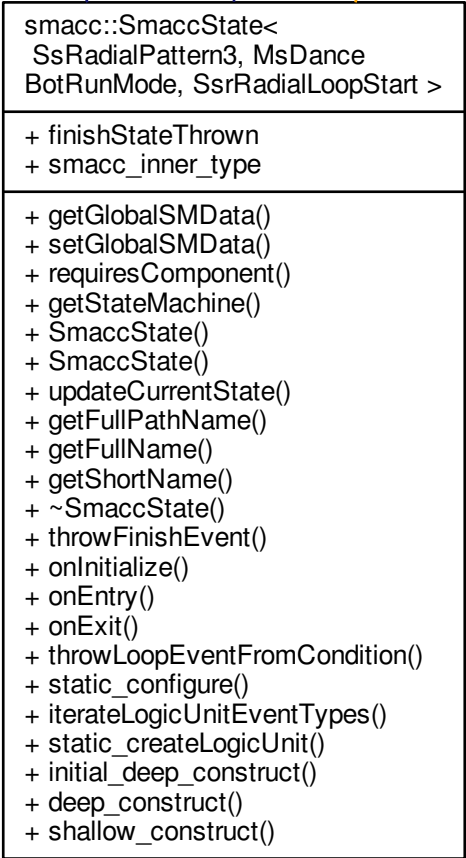 smacc::SmaccState<
SsRadialPattern3, MsDance
BotRunMode, SsrRadialLoopStart >
+ finishStateThrown
+ smacc_inner_type
+ getGlobalSMData()
+ setGlobalSMData()
+ requiresComponent()
+ getStateMachine()
+ SmaccState()
+ SmaccState()
+ updateCurrentState()
+ getFullPathName()
+ getFullName()
+ getShortName()
+ ~SmaccState()
+ throwFinishEvent()
+ onInitialize()
+ onEntry()
+ onExit()
+ throwLoopEventFromCondition()
+ static_configure()
+ iterateLogicUnitEventTypes()
+ static_createLogicUnit()
+ initial_deep_construct()
+ deep_construct()
+ shallow_construct()